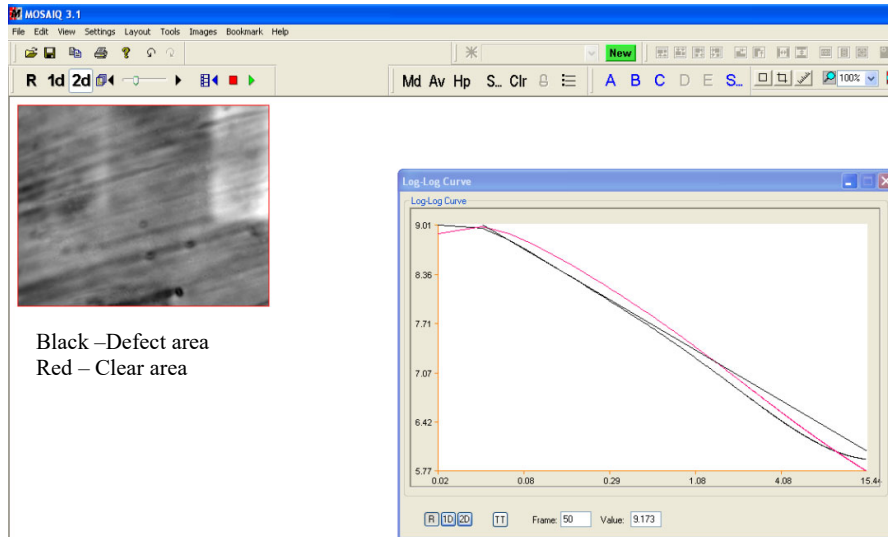 MOSAIQ 3.1
File Edit View Settings Layout Tools Images Bookmark Help
New
R 1d 2d
Md Av Hp S... Clr
A B C D E S...
100%
Log-Log Curve
Log-Log Curve
9.01
8.36
7.71
7.07
6.42
5.77
0.02 0.08 0.29 1.08 4.08 15.44
R 1D 2D TT Frame: 50 Value: 9.173
Black –Defect area
Red – Clear area